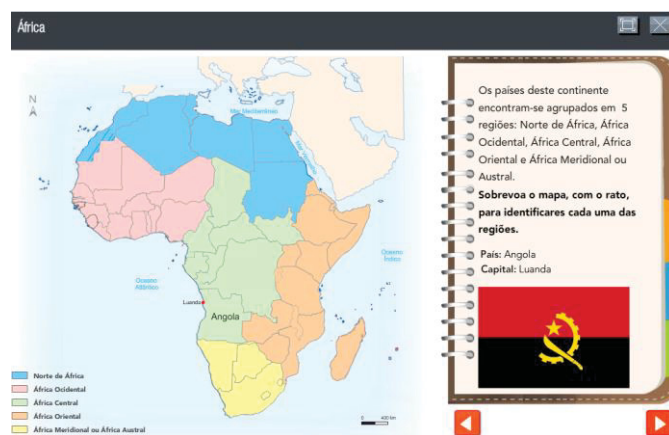 África
N
Mar Mediterrâneo
Oceano
Atlântico
Oceano
Índico
Luanda
Angola
Norte de África
África Ocidental
África Central
África Oriental
África Meridional ou África Austral
0 400 km
Os países deste continente
encontram-se agrupados em 5
regiões: Norte de África, África
Ocidental, África Central, África
Oriental e África Meridional ou
Austral.
Sobrevoa o mapa, com o rato,
para identificares cada uma das
regiões.
País: Angola
Capital: Luanda